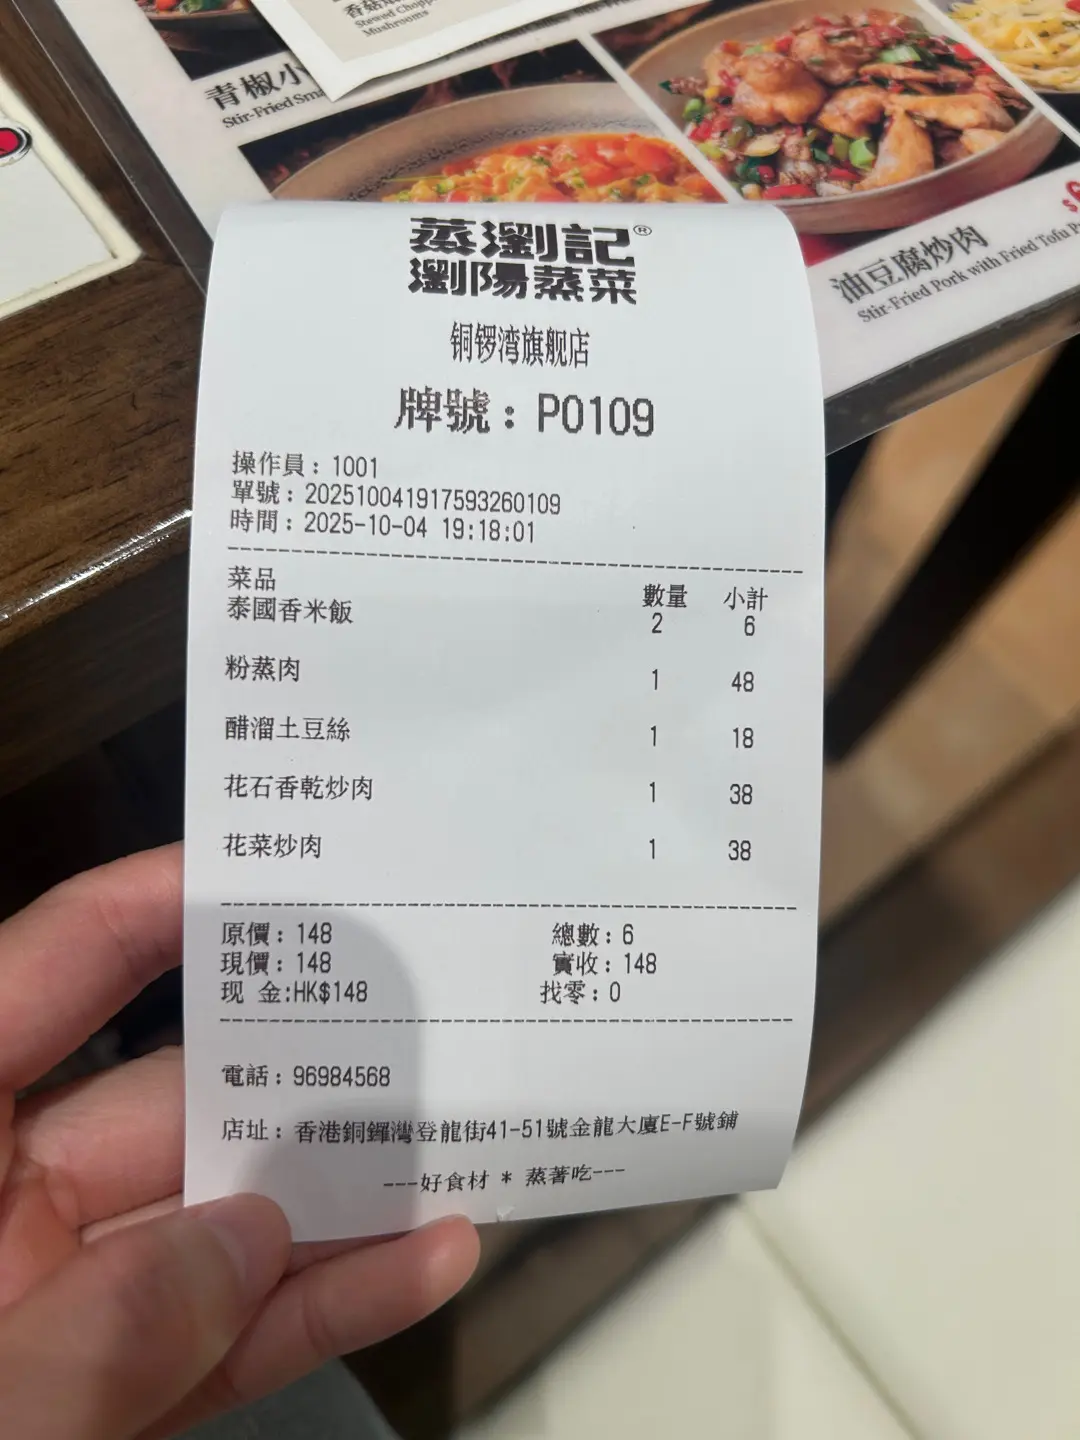 香菇
Stewed Chopp
Mushrooms
青椒小
Stir-Fried Sma
油豆腐炒肉
Stir-Fried Pork with Fried Tofu P
蒸瀏記®
瀏陽蒸菜
铜锣湾旗舰店
牌號：P0109
操作員：1001
單號：202510041917593260109
時間：2025-10-04 19:18:01
菜品 數量 小計
泰國香米飯 2 6
粉蒸肉 1 48
醋溜土豆絲 1 18
花石香乾炒肉 1 38
花菜炒肉 1 38
原價：148 總數：6
現價：148 實收：148
现 金:HK$148 找零：0
電話：96984568
店址：香港銅鑼灣登龍街41-51號金龍大廈E-F號鋪
---好食材 * 蒸著吃---